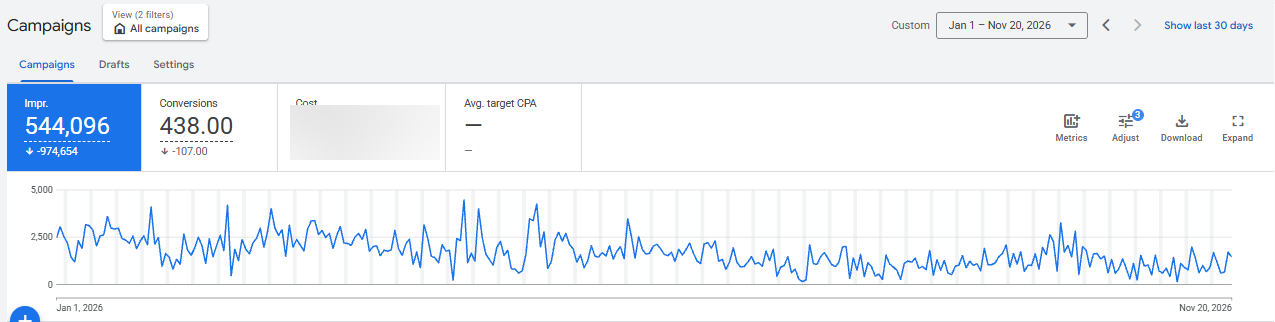 Campaigns
View (2 filters)
All campaigns
Custom
Jan 1 – Nov 20, 2026
Show last 30 days
Campaigns
Drafts
Settings
Impr.
544,096
-974,654
Conversions
438.00
-107.00
Cost
Avg. target CPA
—
—
Metrics
3
Adjust
Download
Expand
5,000
2,500
0
Jan 1, 2026
Nov 20, 2026